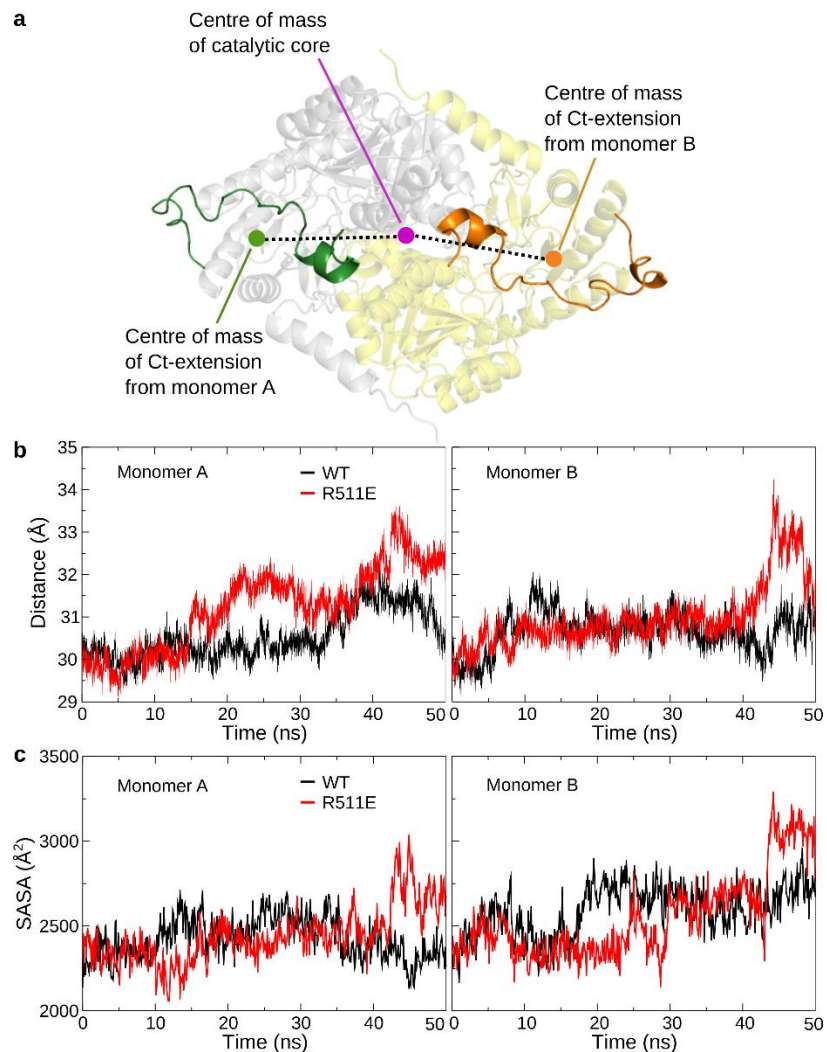 a
Centre of mass
of catalytic core
Centre of mass
of Ct-extension
from monomer B
Centre of mass
of Ct-extension
from monomer A
b
35
34
33
32
31
30
29
Distance (Å)
Monomer A
WT
R511E
Monomer B
0 10 20 30 40 50
0 10 20 30 40 50
Time (ns)
Time (ns)
c
3500
3000
2500
2000
SASA (Å²)
Monomer A
WT
R511E
Monomer B
0 10 20 30 40 50
0 10 20 30 40 50
Time (ns)
Time (ns)